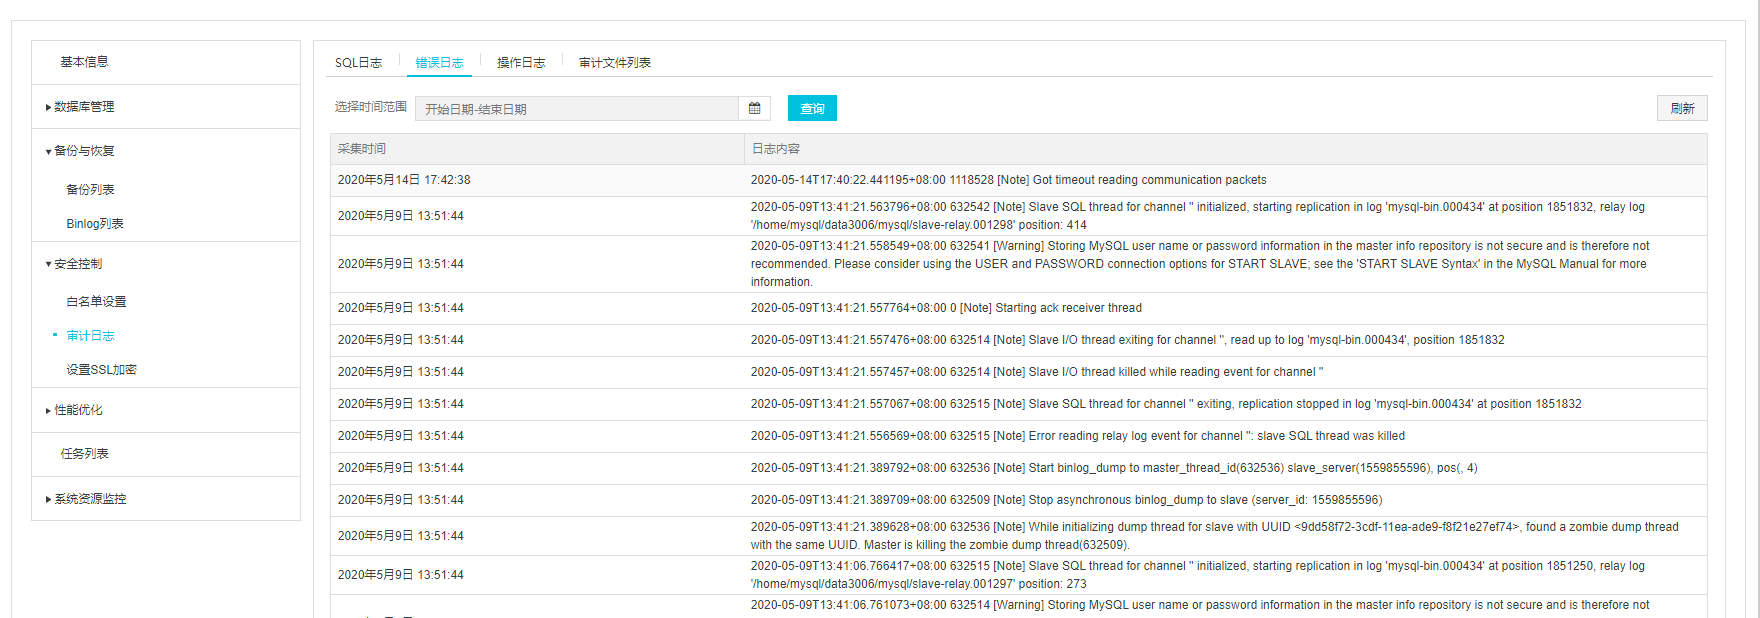 基本信息
数据库管理
备份与恢复
备份列表
Binlog列表
安全控制
白名单设置
审计日志
设置SSL加密
性能优化
任务列表
系统资源监控
SQL日志 错误日志 操作日志 审计文件列表
选择时间范围 开始日期-结束日期 查询 刷新
采集时间 日志内容
2020年5月14日 17:42:38 2020-05-14T17:40:22.441195+08:00 1118528 [Note] Got timeout reading communication packets
2020年5月9日 13:51:44 2020-05-09T13:41:21.563796+08:00 632542 [Note] Slave SQL thread for channel '' initialized, starting replication in log 'mysql-bin.000434' at position 1851832, relay log
'/home/mysql/data3006/mysql/slave-relay.001298' position: 414
2020年5月9日 13:51:44 2020-05-09T13:41:21.558549+08:00 632541 [Warning] Storing MySQL user name or password information in the master info repository is not secure and is therefore not
recommended. Please consider using the USER and PASSWORD connection options for START SLAVE; see the 'START SLAVE Syntax' in the MySQL Manual for more
information.
2020年5月9日 13:51:44 2020-05-09T13:41:21.557764+08:00 0 [Note] Starting ack receiver thread
2020年5月9日 13:51:44 2020-05-09T13:41:21.557476+08:00 632514 [Note] Slave I/O thread exiting for channel '', read up to log 'mysql-bin.000434', position 1851832
2020年5月9日 13:51:44 2020-05-09T13:41:21.557457+08:00 632514 [Note] Slave I/O thread killed while reading event for channel ''
2020年5月9日 13:51:44 2020-05-09T13:41:21.557067+08:00 632515 [Note] Slave SQL thread for channel '' exiting, replication stopped in log 'mysql-bin.000434' at position 1851832
2020年5月9日 13:51:44 2020-05-09T13:41:21.556569+08:00 632515 [Note] Error reading relay log event for channel '': slave SQL thread was killed
2020年5月9日 13:51:44 2020-05-09T13:41:21.389792+08:00 632536 [Note] Start binlog_dump to master_thread_id(632536) slave_server(1559855596), pos(, 4)
2020年5月9日 13:51:44 2020-05-09T13:41:21.389709+08:00 632509 [Note] Stop asynchronous binlog_dump to slave (server_id: 1559855596)
2020年5月9日 13:51:44 2020-05-09T13:41:21.389628+08:00 632536 [Note] While initializing dump thread for slave with UUID <9dd58f72-3cdf-11ea-ade9-f8f21e27ef74>, found a zombie dump thread
with the same UUID. Master is killing the zombie dump thread(632509).
2020年5月9日 13:51:44 2020-05-09T13:41:06.766417+08:00 632515 [Note] Slave SQL thread for channel '' initialized, starting replication in log 'mysql-bin.000434' at position 1851250, relay log
'/home/mysql/data3006/mysql/slave-relay.001297' position: 273
2020-05-09T13:41:06.761073+08:00 632514 [Warning] Storing MySQL user name or password information in the master info repository is not secure and is therefore not